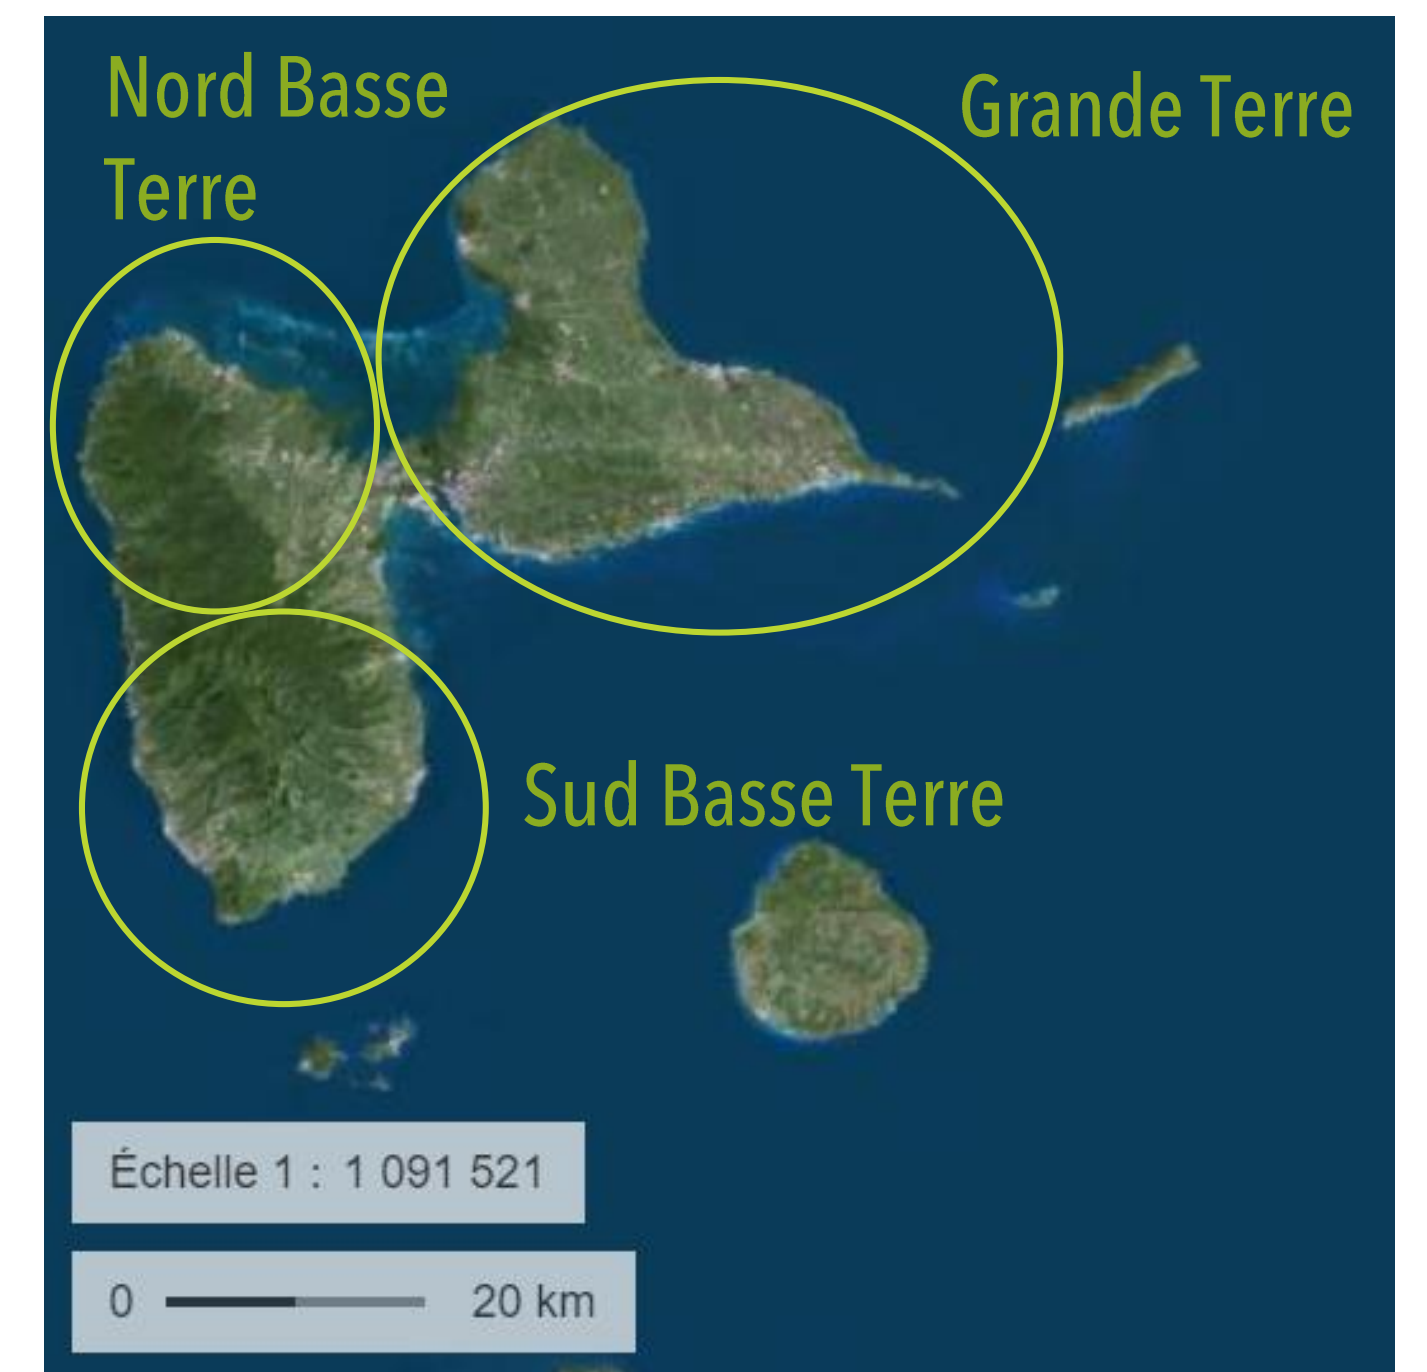 Nord Basse
Terre
Grande Terre
Sud Basse Terre
Échelle 1 : 1 091 521
0 20 km